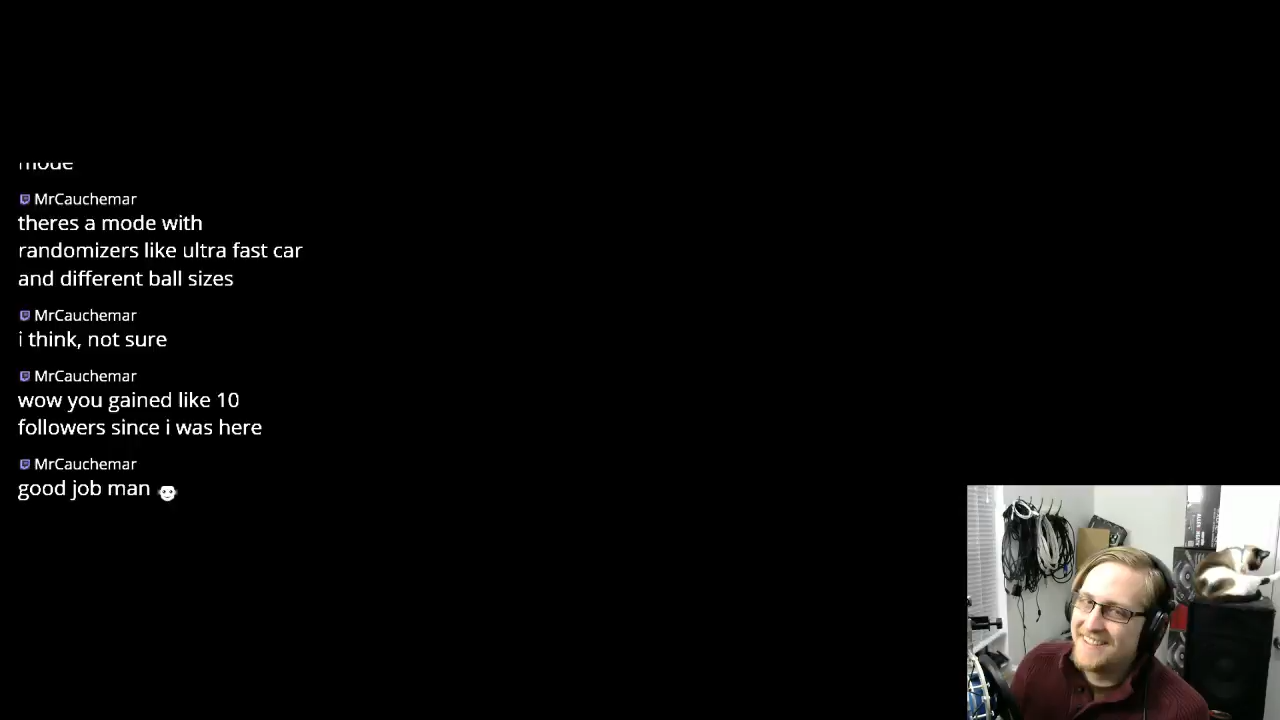 mode
MrCauchemar
theres a mode with
randomizers like ultra fast car
and different ball sizes
MrCauchemar
i think, not sure
MrCauchemar
wow you gained like 10
followers since i was here
MrCauchemar
good job man